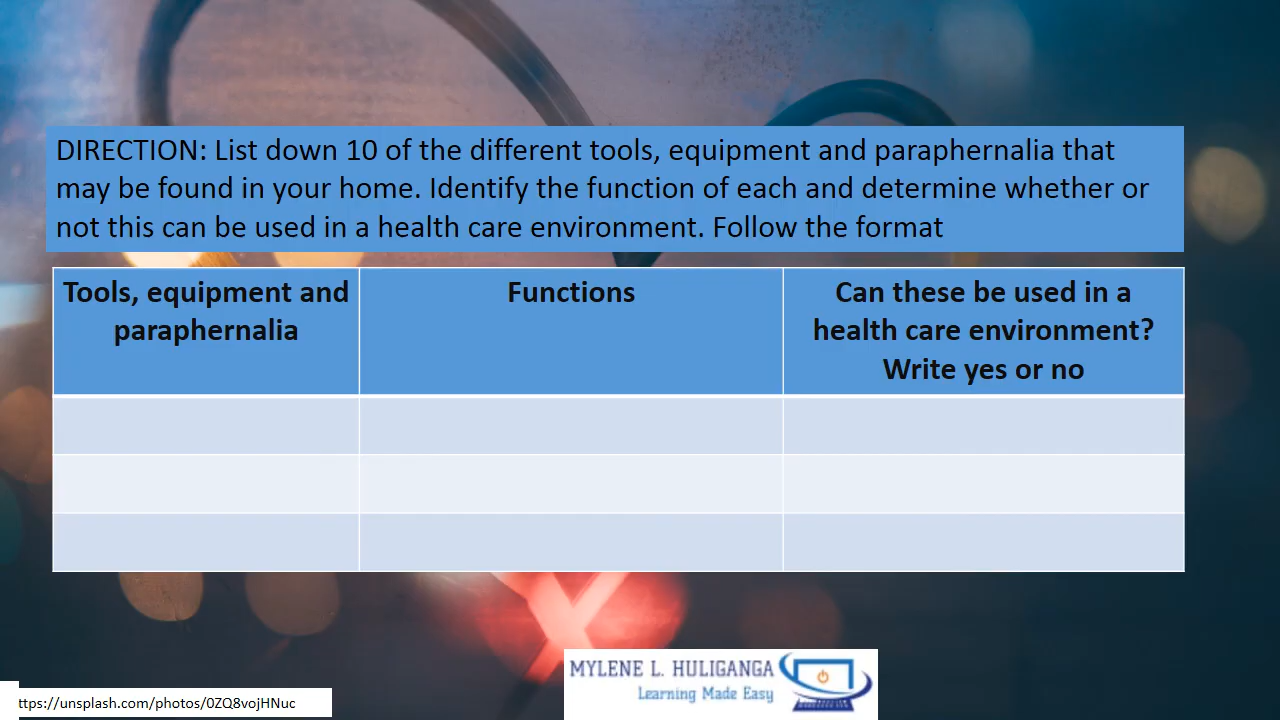 DIRECTION: List down 10 of the different tools, equipment and paraphernalia that
may be found in your home. Identify the function of each and determine whether or
not this can be used in a health care environment. Follow the format
Tools, equipment and
paraphernalia
Functions
Can these be used in a
health care environment?
Write yes or no
MYLENE L. HULIGANGA
Learning Made Easy
ttps://unsplash.com/photos/0ZQ8vojHNuc